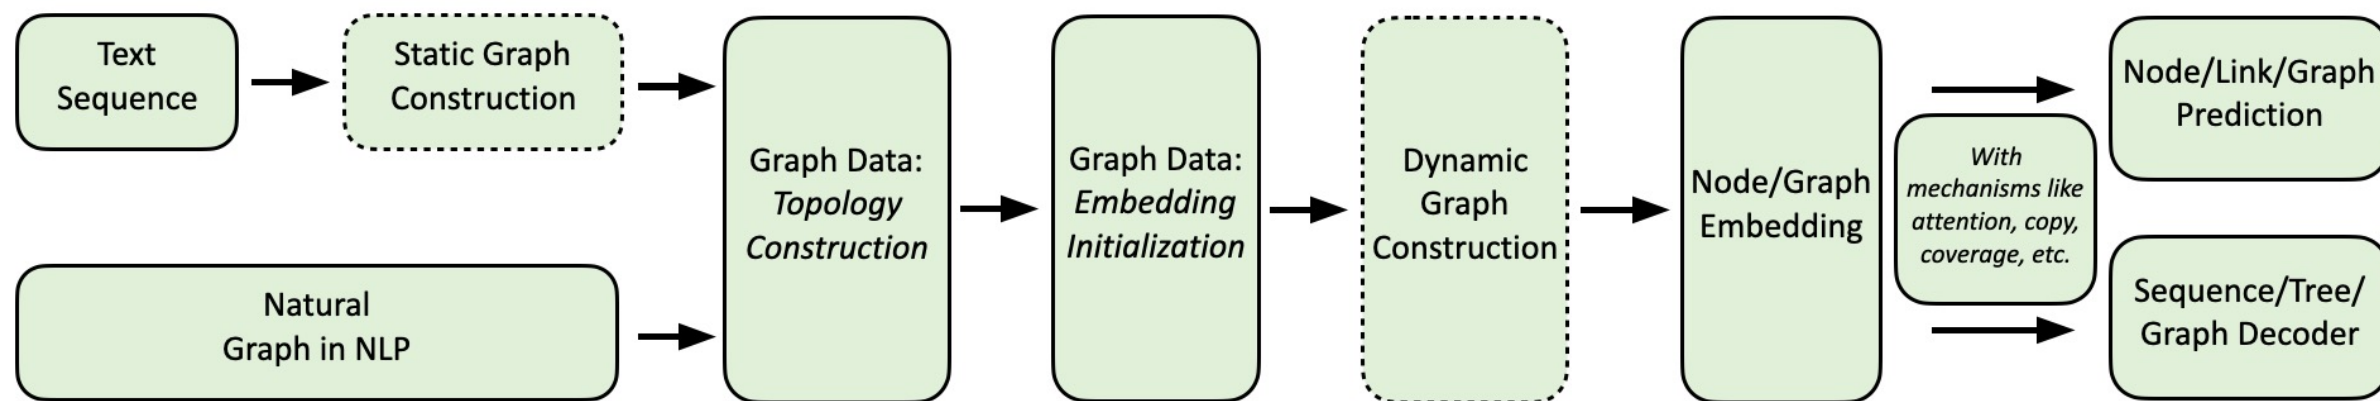 Text
Sequence
Static Graph
Construction
Natural
Graph in NLP
Graph Data:
Topology
Construction
Graph Data:
Embedding
Initialization
Dynamic
Graph
Construction
Node/Graph
Embedding
With
mechanisms like
attention, copy,
coverage, etc.
Node/Link/Graph
Prediction
Sequence/Tree/
Graph Decoder